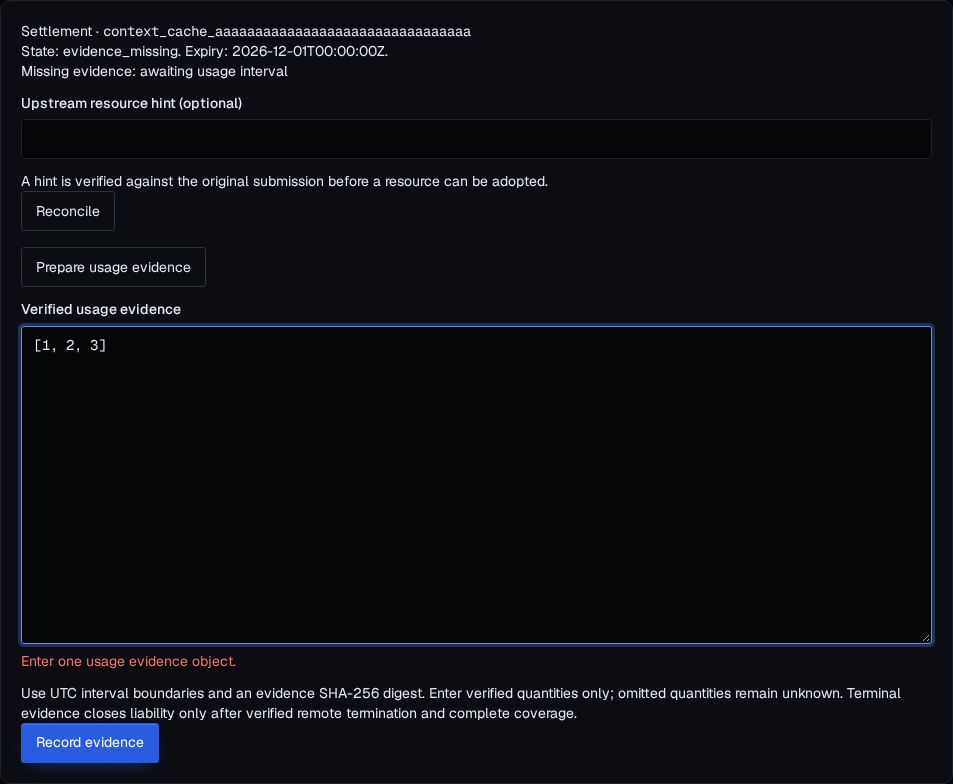 Settlement · context_cache_aaaaaaaaaaaaaaaaaaaaaaaaaaaaaaaa
State: evidence_missing. Expiry: 2026-12-01T00:00:00Z.
Missing evidence: awaiting usage interval
Upstream resource hint (optional)
A hint is verified against the original submission before a resource can be adopted.
Reconcile
Prepare usage evidence
Verified usage evidence
[1, 2, 3]
Enter one usage evidence object.
Use UTC interval boundaries and an evidence SHA-256 digest. Enter verified quantities only; omitted quantities remain unknown. Terminal
evidence closes liability only after verified remote termination and complete coverage.
Record evidence